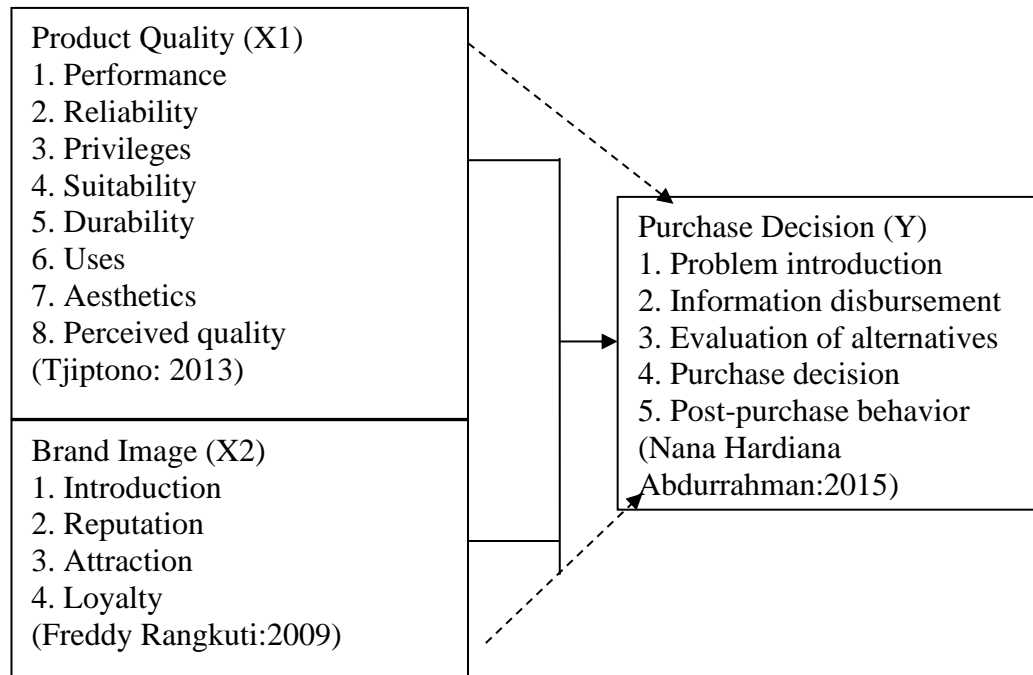 Product Quality (X1)
1. Performance
2. Reliability
3. Privileges
4. Suitability
5. Durability
6. Uses
7. Aesthetics
8. Perceived quality
(Tjiptono: 2013)
Brand Image (X2)
1. Introduction
2. Reputation
3. Attraction
4. Loyalty
(Freddy Rangkuti:2009)
Purchase Decision (Y)
1. Problem introduction
2. Information disbursement
3. Evaluation of alternatives
4. Purchase decision
5. Post-purchase behavior
(Nana Hardiana
Abdurrahman:2015)